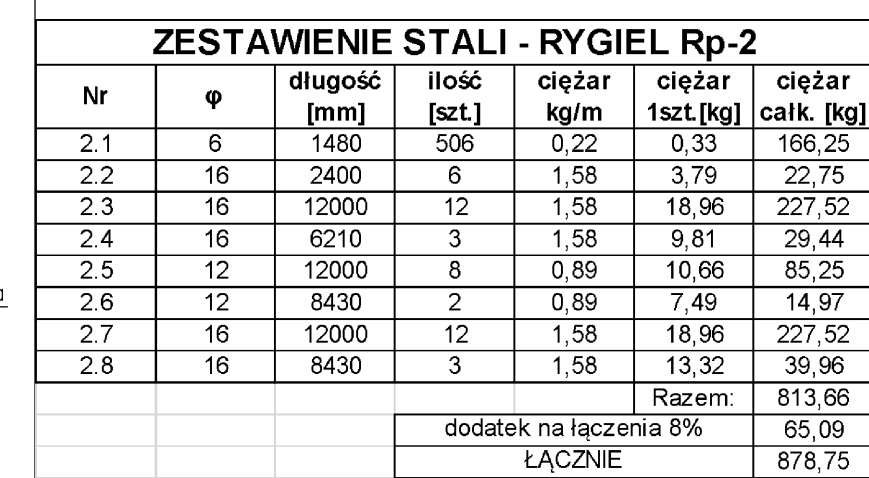 ZESTAWIENIE STALI - RYGIEL Rp-2
Nr φ długość [mm] ilość [szt.] ciężar kg/m ciężar 1szt.[kg] ciężar całk. [kg]
2.1 6 1480 506 0,22 0,33 166,25
2.2 16 2400 6 1,58 3,79 22,75
2.3 16 12000 12 1,58 18,96 227,52
2.4 16 6210 3 1,58 9,81 29,44
2.5 12 12000 8 0,89 10,66 85,25
2.6 12 8430 2 0,89 7,49 14,97
2.7 16 12000 12 1,58 18,96 227,52
2.8 16 8430 3 1,58 13,32 39,96
Razem: 813,66
dodatek na łączenia 8% 65,09
ŁĄCZNIE 878,75